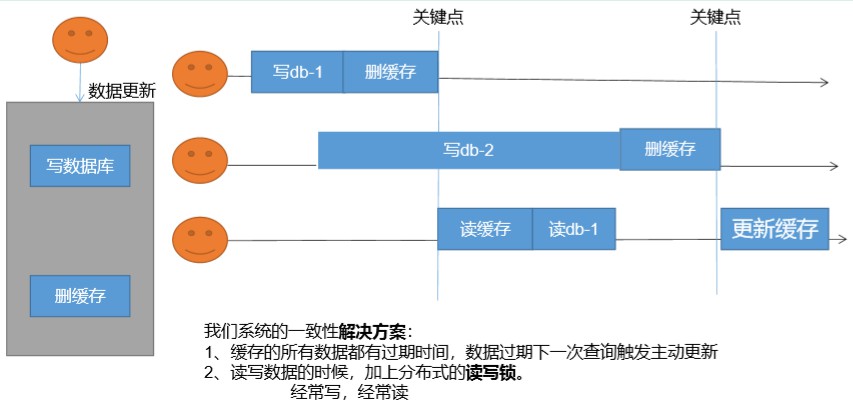 关键点
关键点
数据更新
写数据库
删缓存
写db-1
删缓存
写db-2
删缓存
读缓存
读db-1
更新缓存
我们系统的一致性解决方案：
1、缓存的所有数据都有过期时间，数据过期下一次查询触发主动更新
2、读写数据的时候，加上分布式的读写锁。
经常写，经常读